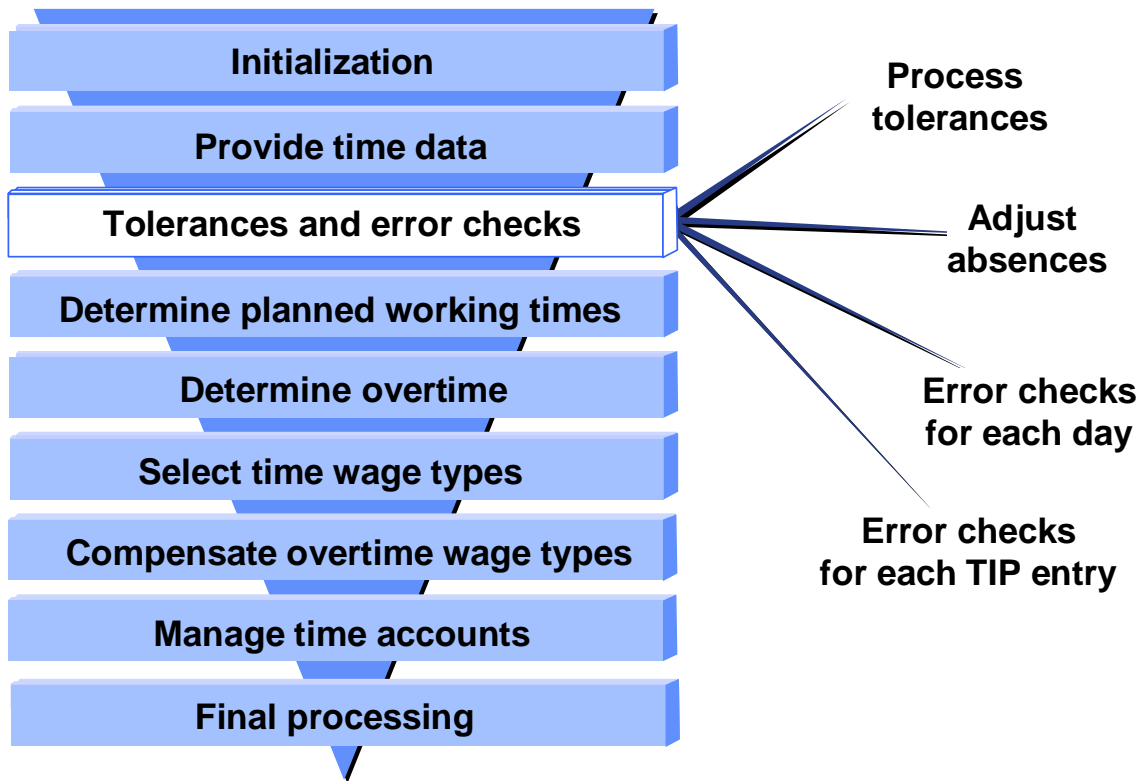 Initialization
Provide time data
Tolerances and error checks
Determine planned working times
Determine overtime
Select time wage types
Compensate overtime wage types
Manage time accounts
Final processing
Process
tolerances
Adjust
absences
Error checks
for each day
Error checks
for each TIP entry